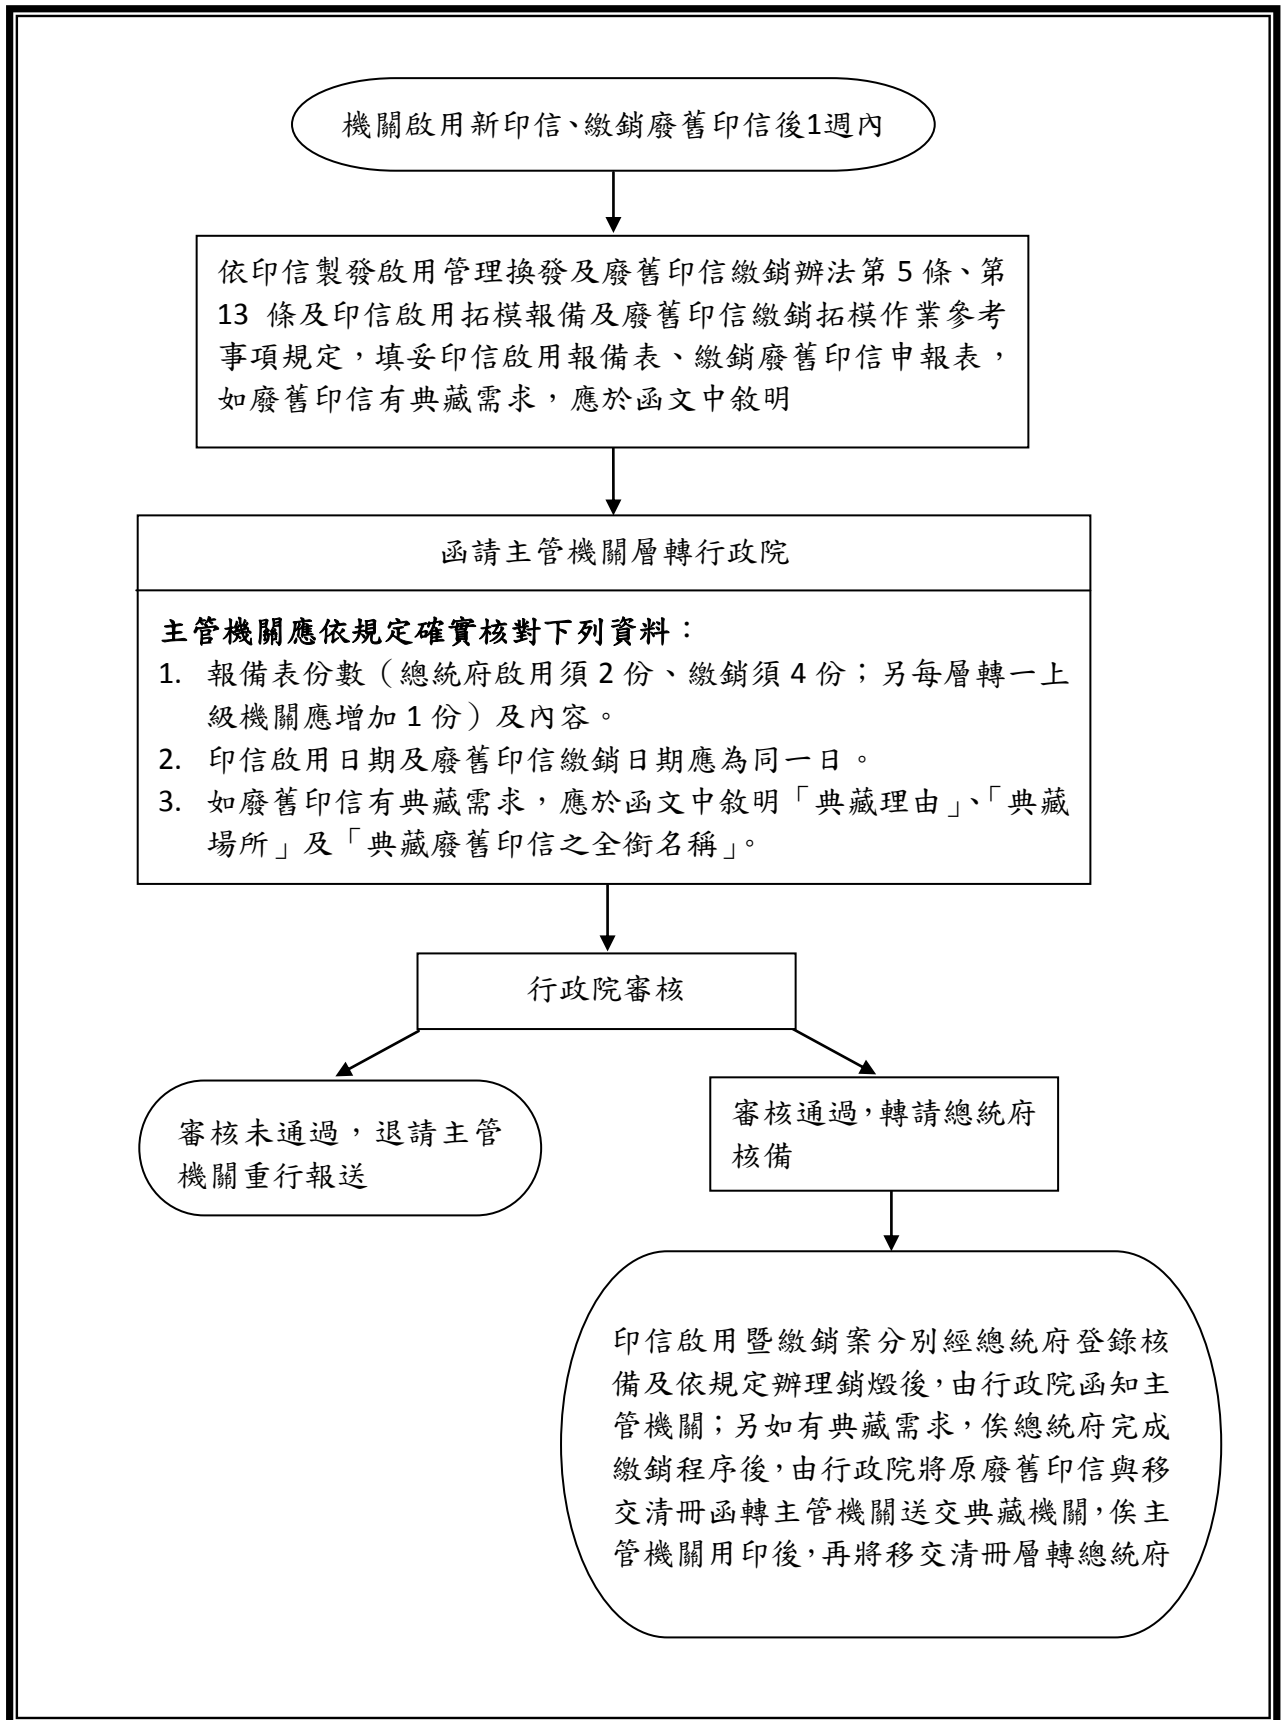 機關啟用新印信、繳銷廢舊印信後1週內
依印信製發啟用管理換發及廢舊印信繳銷辦法第 5 條、第
13 條及印信啟用拓模報備及廢舊印信繳銷拓模作業參考
事項規定，填妥印信啟用報備表、繳銷廢舊印信申報表，
如廢舊印信有典藏需求，應於函文中敘明
函請主管機關層轉行政院
主管機關應依規定確實核對下列資料：
1. 報備表份數（總統府啟用須 2 份、繳銷須 4 份；另每層轉一上
級機關應增加 1 份）及內容。
2. 印信啟用日期及廢舊印信繳銷日期應為同一日。
3. 如廢舊印信有典藏需求，應於函文中敘明「典藏理由」、「典藏
場所」及「典藏廢舊印信之全銜名稱」。
行政院審核
審核未通過，退請主管
機關重行報送
審核通過，轉請總統府
核備
印信啟用暨繳銷案分別經總統府登錄核
備及依規定辦理銷燬後，由行政院函知主
管機關；另如有典藏需求，俟總統府完成
繳銷程序後，由行政院將原廢舊印信與移
交清冊函轉主管機關送交典藏機關，俟主
管機關用印後，再將移交清冊層轉總統府